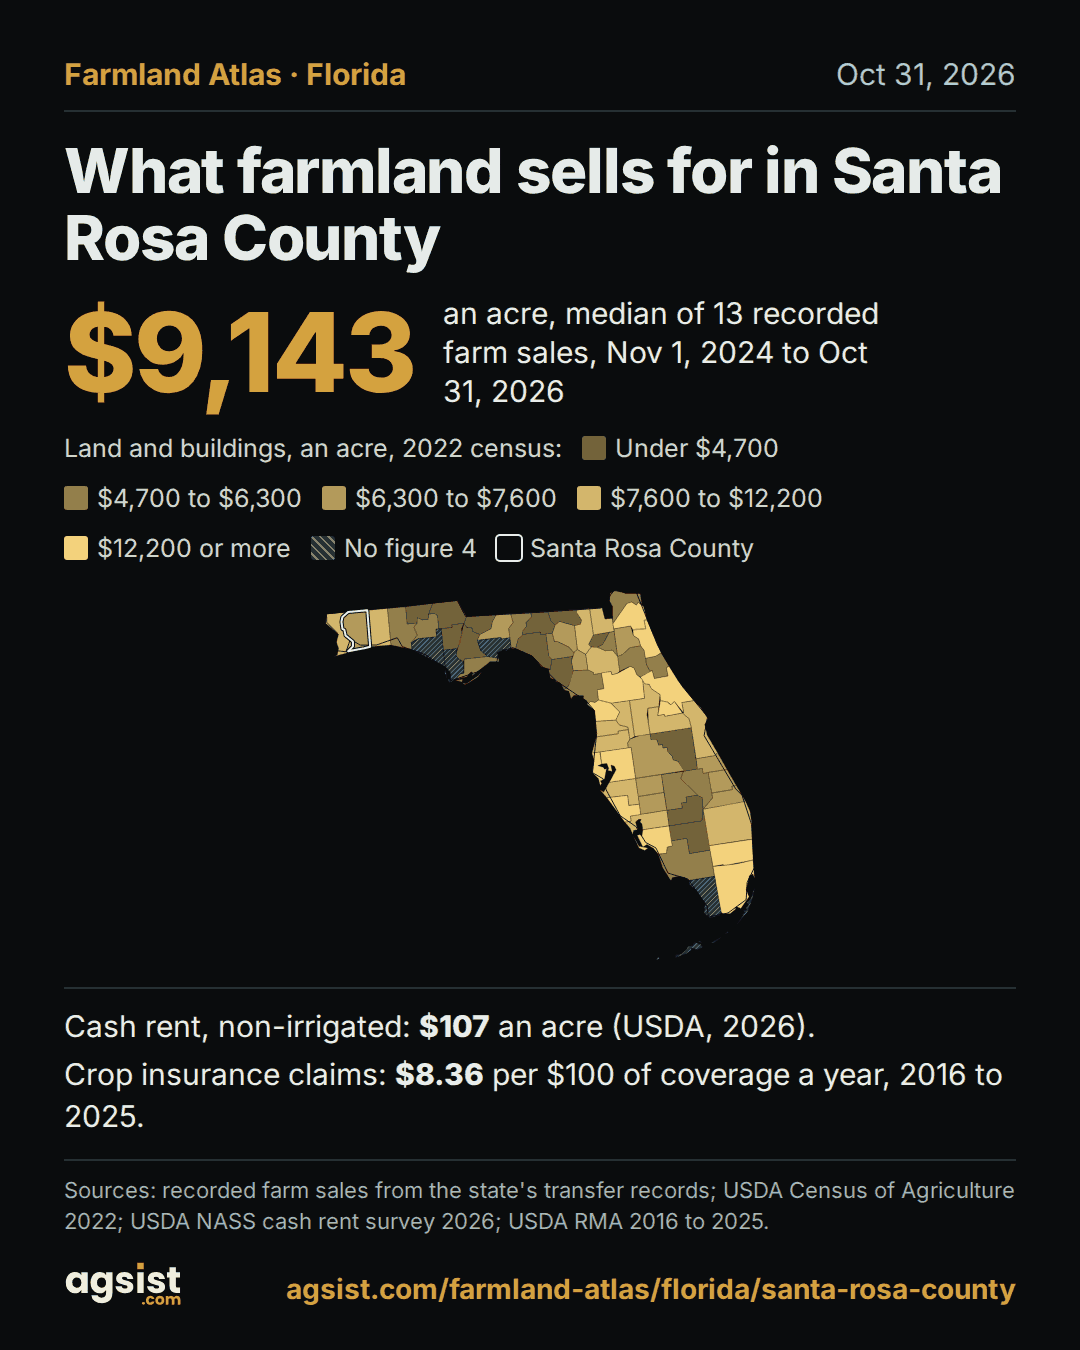 Farmland Atlas · Florida
Oct 31, 2026
What farmland sells for in Santa
Rosa County
$9,143
an acre, median of 13 recorded
farm sales, Nov 1, 2024 to Oct
31, 2026
Land and buildings, an acre, 2022 census: Under $4,700
$4,700 to $6,300 $6,300 to $7,600 $7,600 to $12,200
$12,200 or more No figure 4 Santa Rosa County
Cash rent, non-irrigated: $107 an acre (USDA, 2026).
Crop insurance claims: $8.36 per $100 of coverage a year, 2016 to
2025.
Sources: recorded farm sales from the state's transfer records; USDA Census of Agriculture
2022; USDA NASS cash rent survey 2026; USDA RMA 2016 to 2025.
agsist
.com
agsist.com/farmland-atlas/florida/santa-rosa-county